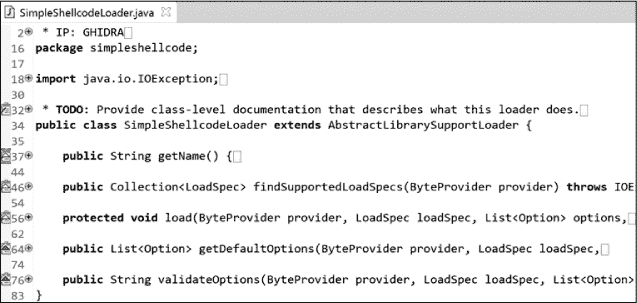 SimpleShellcodeLoader.java
2 * IP: GHIDRA
16 package simpleshellcode;
17
18 import java.io.IOException;
30
32 * TODO: Provide class-level documentation that describes what this loader does.
34 public class SimpleShellcodeLoader extends AbstractLibrarySupportLoader {
35
37 public String getName() {
45
46 public Collection<LoadSpec> findSupportedLoadSpecs(ByteProvider provider) throws IOE
54
56 protected void load(ByteProvider provider, LoadSpec loadSpec, List<Option> options,
62
64 public List<Option> getDefaultOptions(ByteProvider provider, LoadSpec loadSpec,
74
76 public String validateOptions(ByteProvider provider, LoadSpec loadSpec, List<Option>
83 }